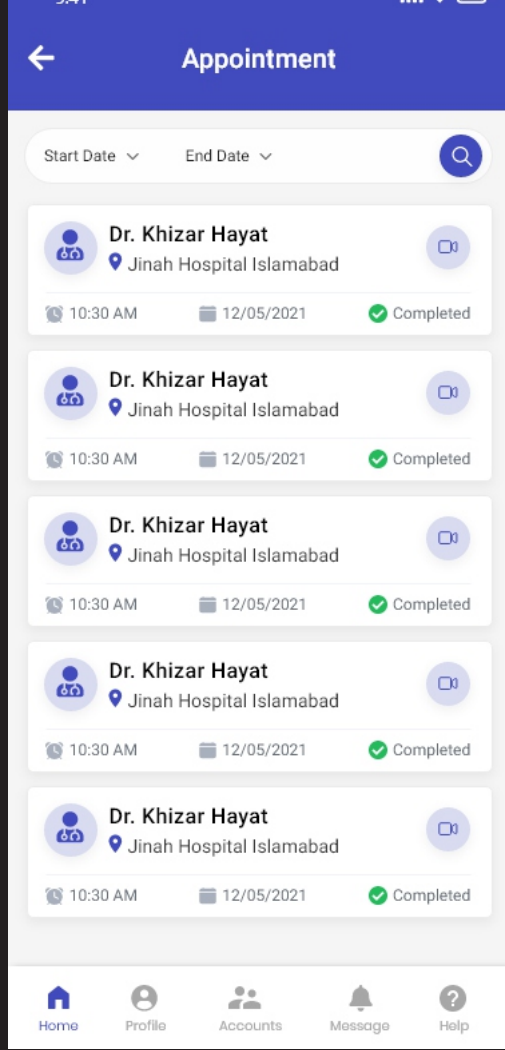 9:41
Appointment
Start Date End Date
Dr. Khizar Hayat
Jinah Hospital Islamabad
10:30 AM 12/05/2021 Completed
Dr. Khizar Hayat
Jinah Hospital Islamabad
10:30 AM 12/05/2021 Completed
Dr. Khizar Hayat
Jinah Hospital Islamabad
10:30 AM 12/05/2021 Completed
Dr. Khizar Hayat
Jinah Hospital Islamabad
10:30 AM 12/05/2021 Completed
Dr. Khizar Hayat
Jinah Hospital Islamabad
10:30 AM 12/05/2021 Completed
Home Profile Accounts Message Help